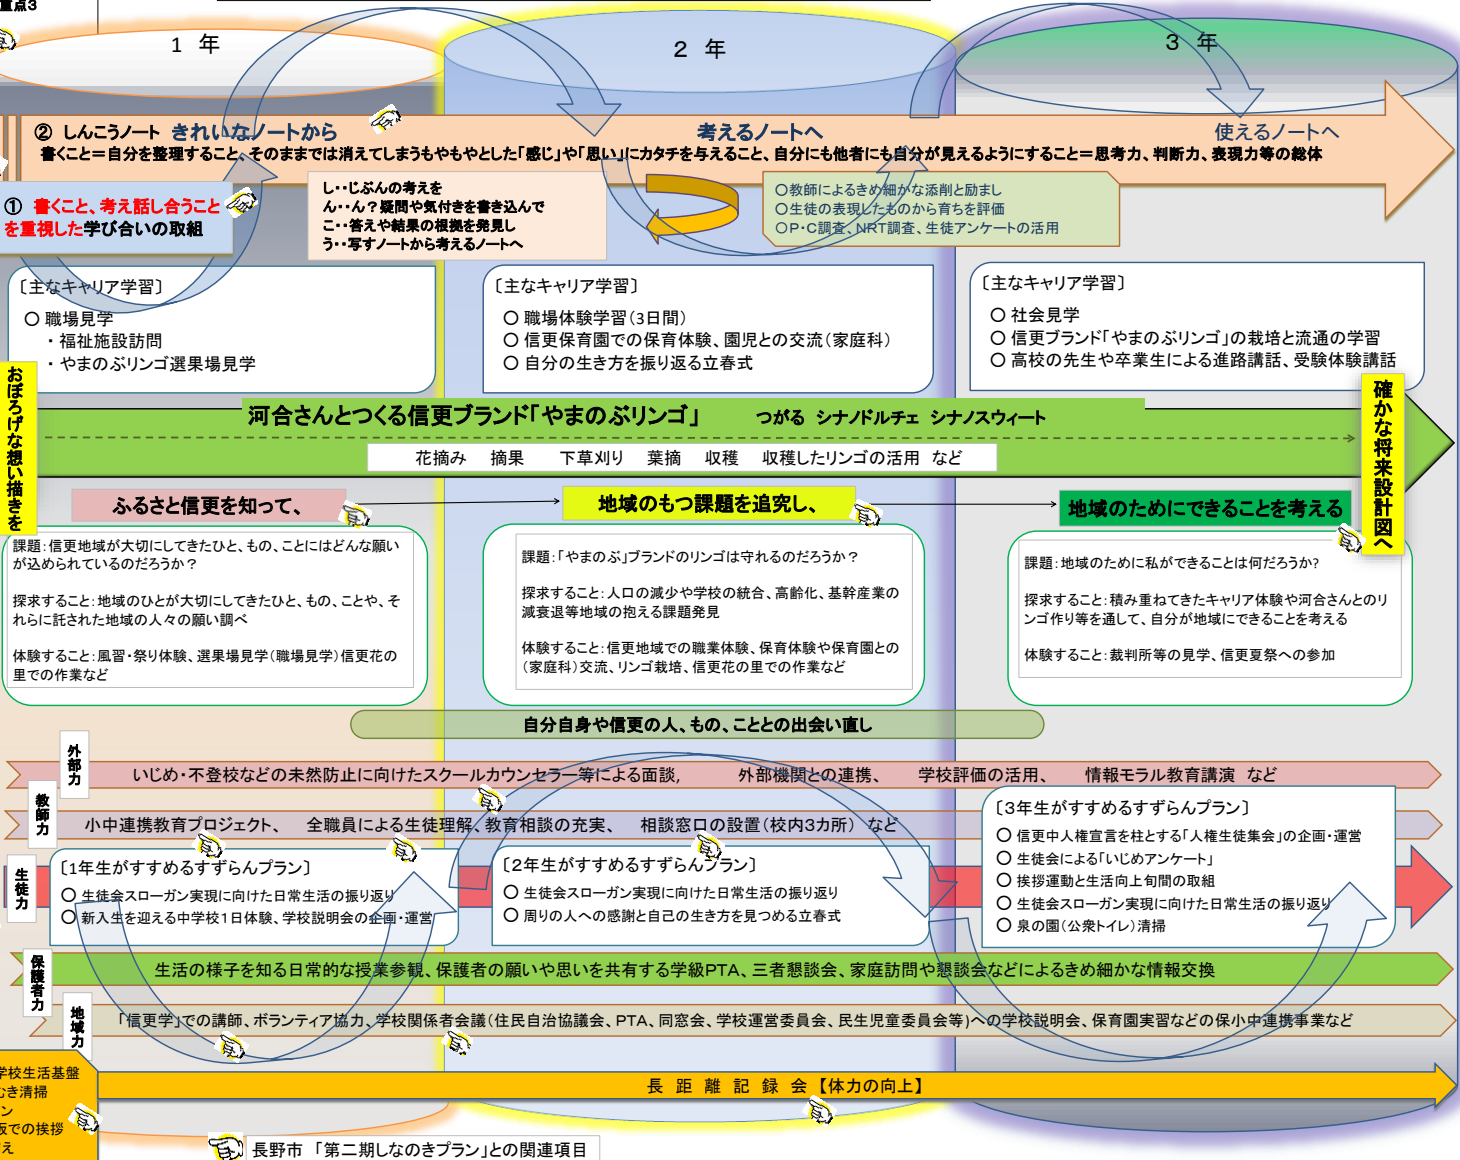 重点3
1 年
2 年
3 年
② しんこうノート きれいなノートから
考えるノートへ
使えるノートへ
書くこと＝自分を整理すること、そのままでは消えてしまうもやもやとした「感じ」や「思い」にカタチを与えること、自分にも他者にも自分が見えるようにすること＝思考力、判断力、表現力等の総体
① 書くこと、考え話し合うこと
を重視した学び合いの取組
し・・じぶんの考えを
ん・・ん？疑問や気付きを書き込んで
こ・・答えや結果の根拠を発見し
う・・写すノートから考えるノートへ
○教師によるきめ細かな添削と励まし
○生徒の表現したものから育ちを評価
○P・C調査、NRT調査、生徒アンケートの活用
〔主なキャリア学習〕
○ 職場見学
・福祉施設訪問
・やまのぶリンゴ選果場見学
〔主なキャリア学習〕
○ 職場体験学習(3日間)
○ 信更保育園での保育体験、園児との交流(家庭科)
○ 自分の生き方を振り返る立春式
〔主なキャリア学習〕
○ 社会見学
○ 信更ブランド「やまのぶリンゴ」の栽培と流通の学習
○ 高校の先生や卒業生による進路講話、受験体験講話
おぼろげな想い描きを
河合さんとつくる信更ブランド「やまのぶリンゴ」 つがる シナノドルチェ シナノスウィート
花摘み 摘果 下草刈り 葉摘 収穫 収穫したリンゴの活用 など
確かな将来設計図へ
ふるさと信更を知って、
地域のもつ課題を追究し、
地域のためにできることを考える
課題：信更地域が大切にしてきたひと、もの、ことにはどんな願い
が込められているのだろうか？
探求すること：地域のひとが大切にしてきたひと、もの、ことや、そ
れらに託された地域の人々の願い調べ
体験すること：風習・祭り体験、選果場見学(職場見学)信更花の
里での作業など
課題：「やまのぶ」ブランドのリンゴは守れるのだろうか？
探求すること：人口の減少や学校の統合、高齢化、基幹産業の
減衰退等地域の抱える課題発見
体験すること：信更地域での職業体験、保育体験や保育園との
(家庭科)交流、リンゴ栽培、信更花の里での作業など
課題：地域のために私ができることは何だろうか?
探求すること：積み重ねてきたキャリア体験や河合さんとのリ
ンゴ作り等を通して、自分が地域にできることを考える
体験すること：裁判所等の見学、信更夏祭への参加
自分自身や信更の人、もの、こととの出会い直し
外部力
いじめ・不登校などの未然防止に向けたスクールカウンセラー等による面談, 外部機関との連携、 学校評価の活用、 情報モラル教育講演 など
教師力
小中連携教育プロジェクト、 全職員による生徒理解、教育相談の充実、 相談窓口の設置(校内3カ所) など
生徒力
〔1年生がすすめるすずらんプラン〕
○ 生徒会スローガン実現に向けた日常生活の振り返り
○ 新入生を迎える中学校1日体験、学校説明会の企画・運営
〔2年生がすすめるすずらんプラン〕
○ 生徒会スローガン実現に向けた日常生活の振り返り
○ 周りの人への感謝と自己の生き方を見つめる立春式
〔3年生がすすめるすずらんプラン〕
○ 信更中人権宣言を柱とする「人権生徒集会」の企画・運営
○ 生徒会による「いじめアンケート」
○ 挨拶運動と生活向上旬間の取組
○ 生徒会スローガン実現に向けた日常生活の振り返り
○ 泉の園(公衆トイレ)清掃
保護者力
生活の様子を知る日常的な授業参観、保護者の願いや思いを共有する学級PTA、三者懇談会、家庭訪問や懇談会などによるきめ細かな情報交換
地域力
「信更学」での講師、ボランティア協力、学校関係者会議(住民自治協議会、PTA、同窓会、学校運営委員会、民生児童委員会等)への学校説明会、保育園実習などの保小中連携事業など
学校生活基盤
むき清掃
ン
坂での挨拶
え
長 距 離 記 録 会 【体力の向上】
長野市 「第二期しなのきプラン」との関連項目